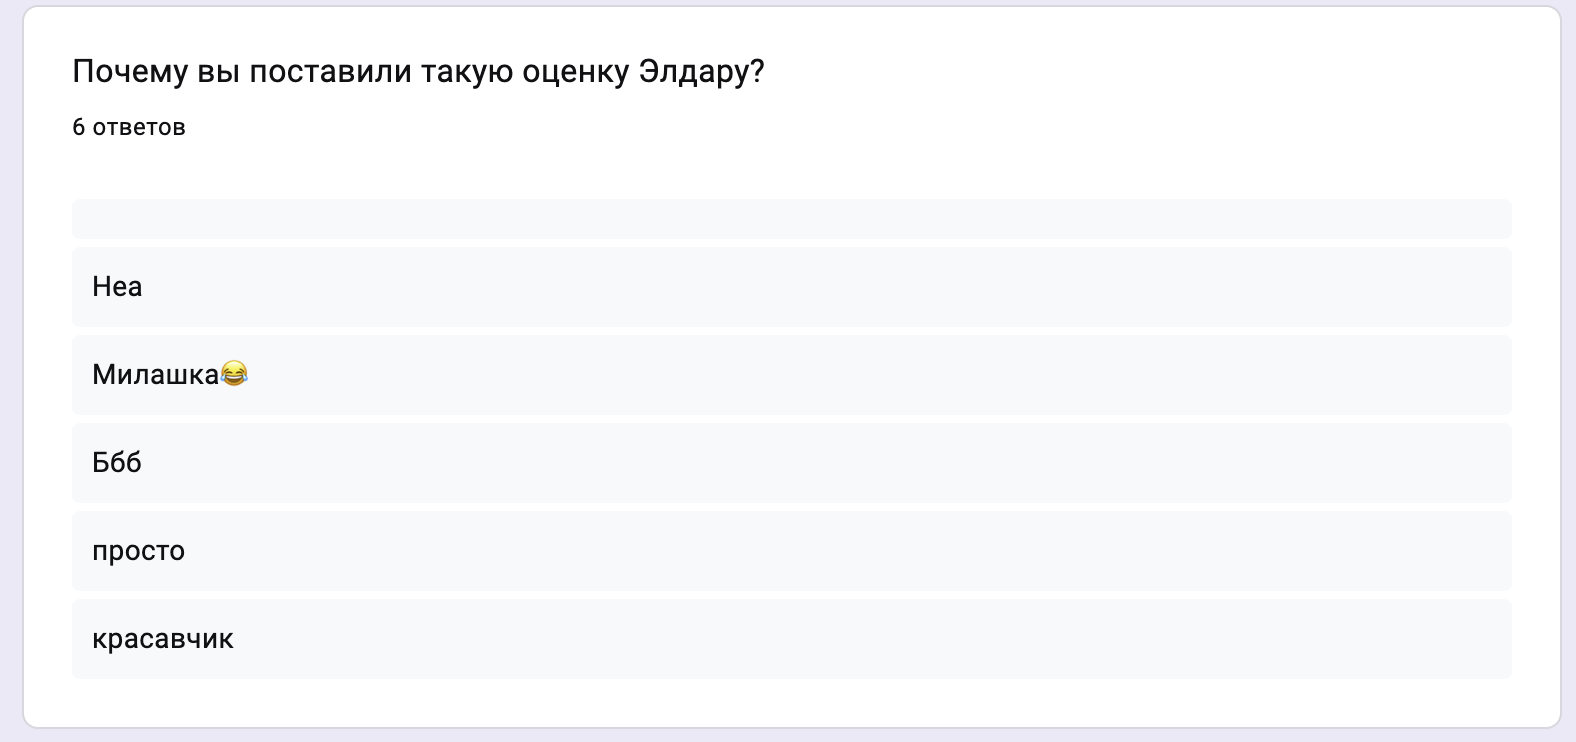 Почему вы поставили такую оценку Элдару?
6 ответов
Неа
Милашка😂
Ббб
просто
красавчик